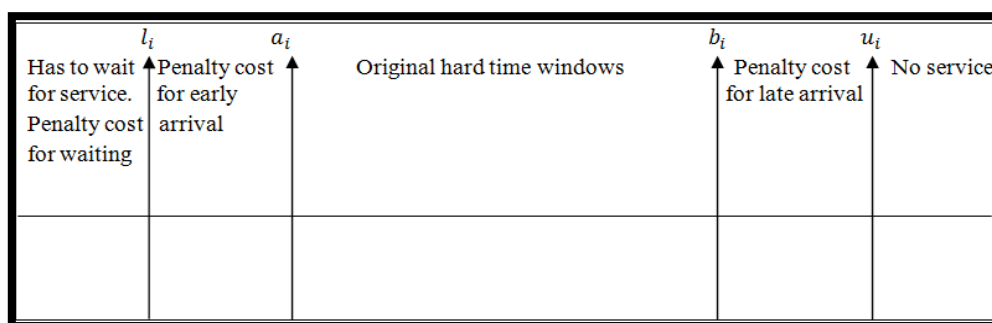 l_i a_i b_i u_i
Has to wait Penalty cost Original hard time windows Penalty cost No service
for service. for early for late arrival
Penalty cost arrival
for waiting